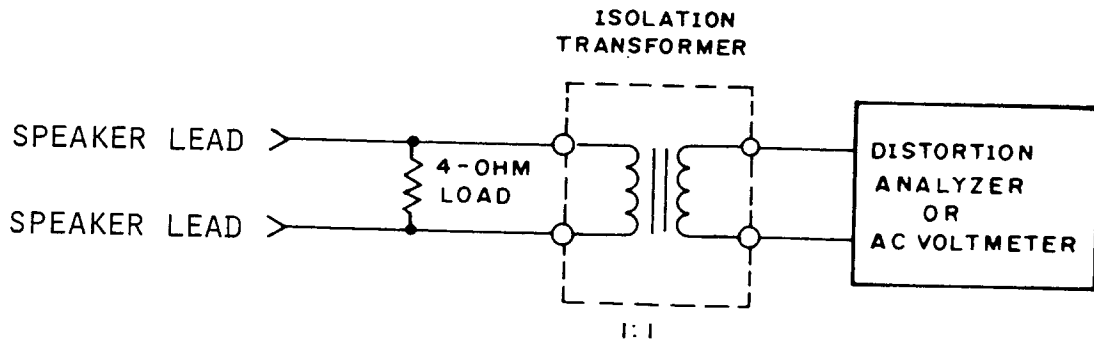 ISOLATION
TRANSFORMER
SPEAKER LEAD
4-OHM
LOAD
SPEAKER LEAD
DISTORTION
ANALYZER
OR
AC VOLTMETER
1:1